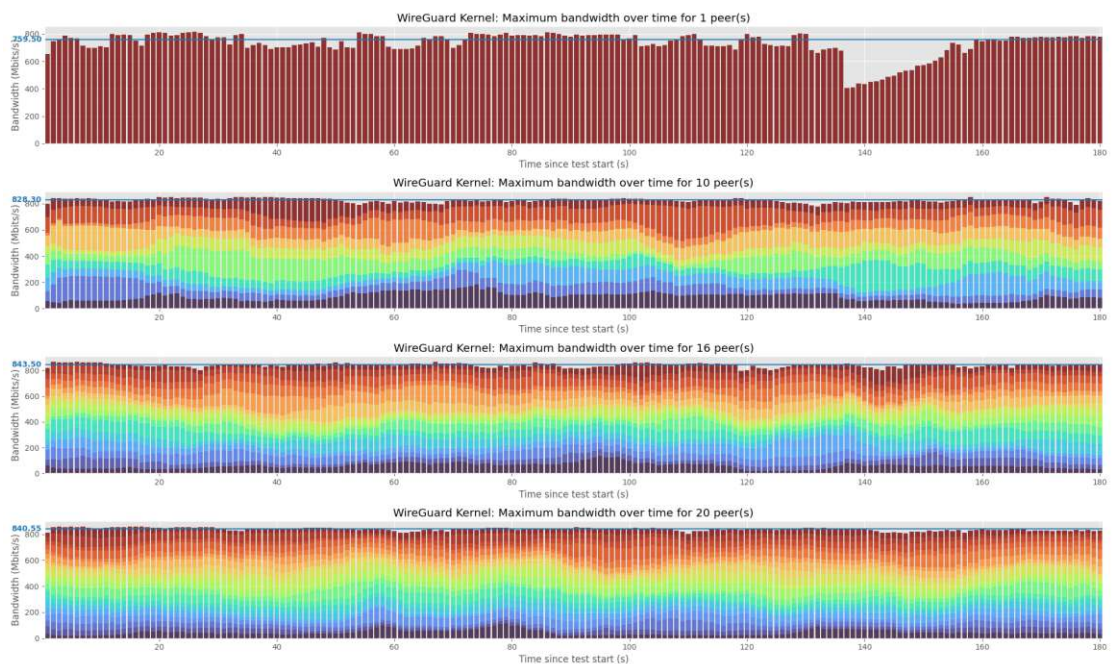 WireGuard Kernel: Maximum bandwidth over time for 1 peer(s)
800
759.50
600
400
200
0
Bandwidth (Mbits/s)
20 40 60 80 100 120 140 160 180
Time since test start (s)
WireGuard Kernel: Maximum bandwidth over time for 10 peer(s)
828.30
800
600
400
200
0
Bandwidth (Mbits/s)
20 40 60 80 100 120 140 160 180
Time since test start (s)
WireGuard Kernel: Maximum bandwidth over time for 16 peer(s)
843.50
800
600
400
200
0
Bandwidth (Mbits/s)
20 40 60 80 100 120 140 160 180
Time since test start (s)
WireGuard Kernel: Maximum bandwidth over time for 20 peer(s)
840.55
800
600
400
200
0
Bandwidth (Mbits/s)
20 40 60 80 100 120 140 160 180
Time since test start (s)